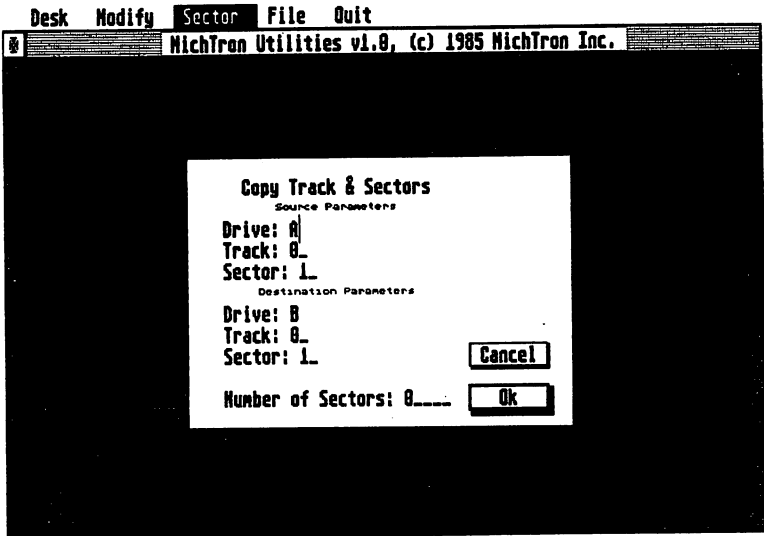 Desk Modify Sector File Quit
MichTron Utilities v1.0, (c) 1985 MichTron Inc.
Copy Track & Sectors
Source Parameters
Drive: A
Track: 0_
Sector: 1_
Destination Parameters
Drive: B
Track: 0_
Sector: 1_
Cancel
Number of Sectors: 0____
Ok